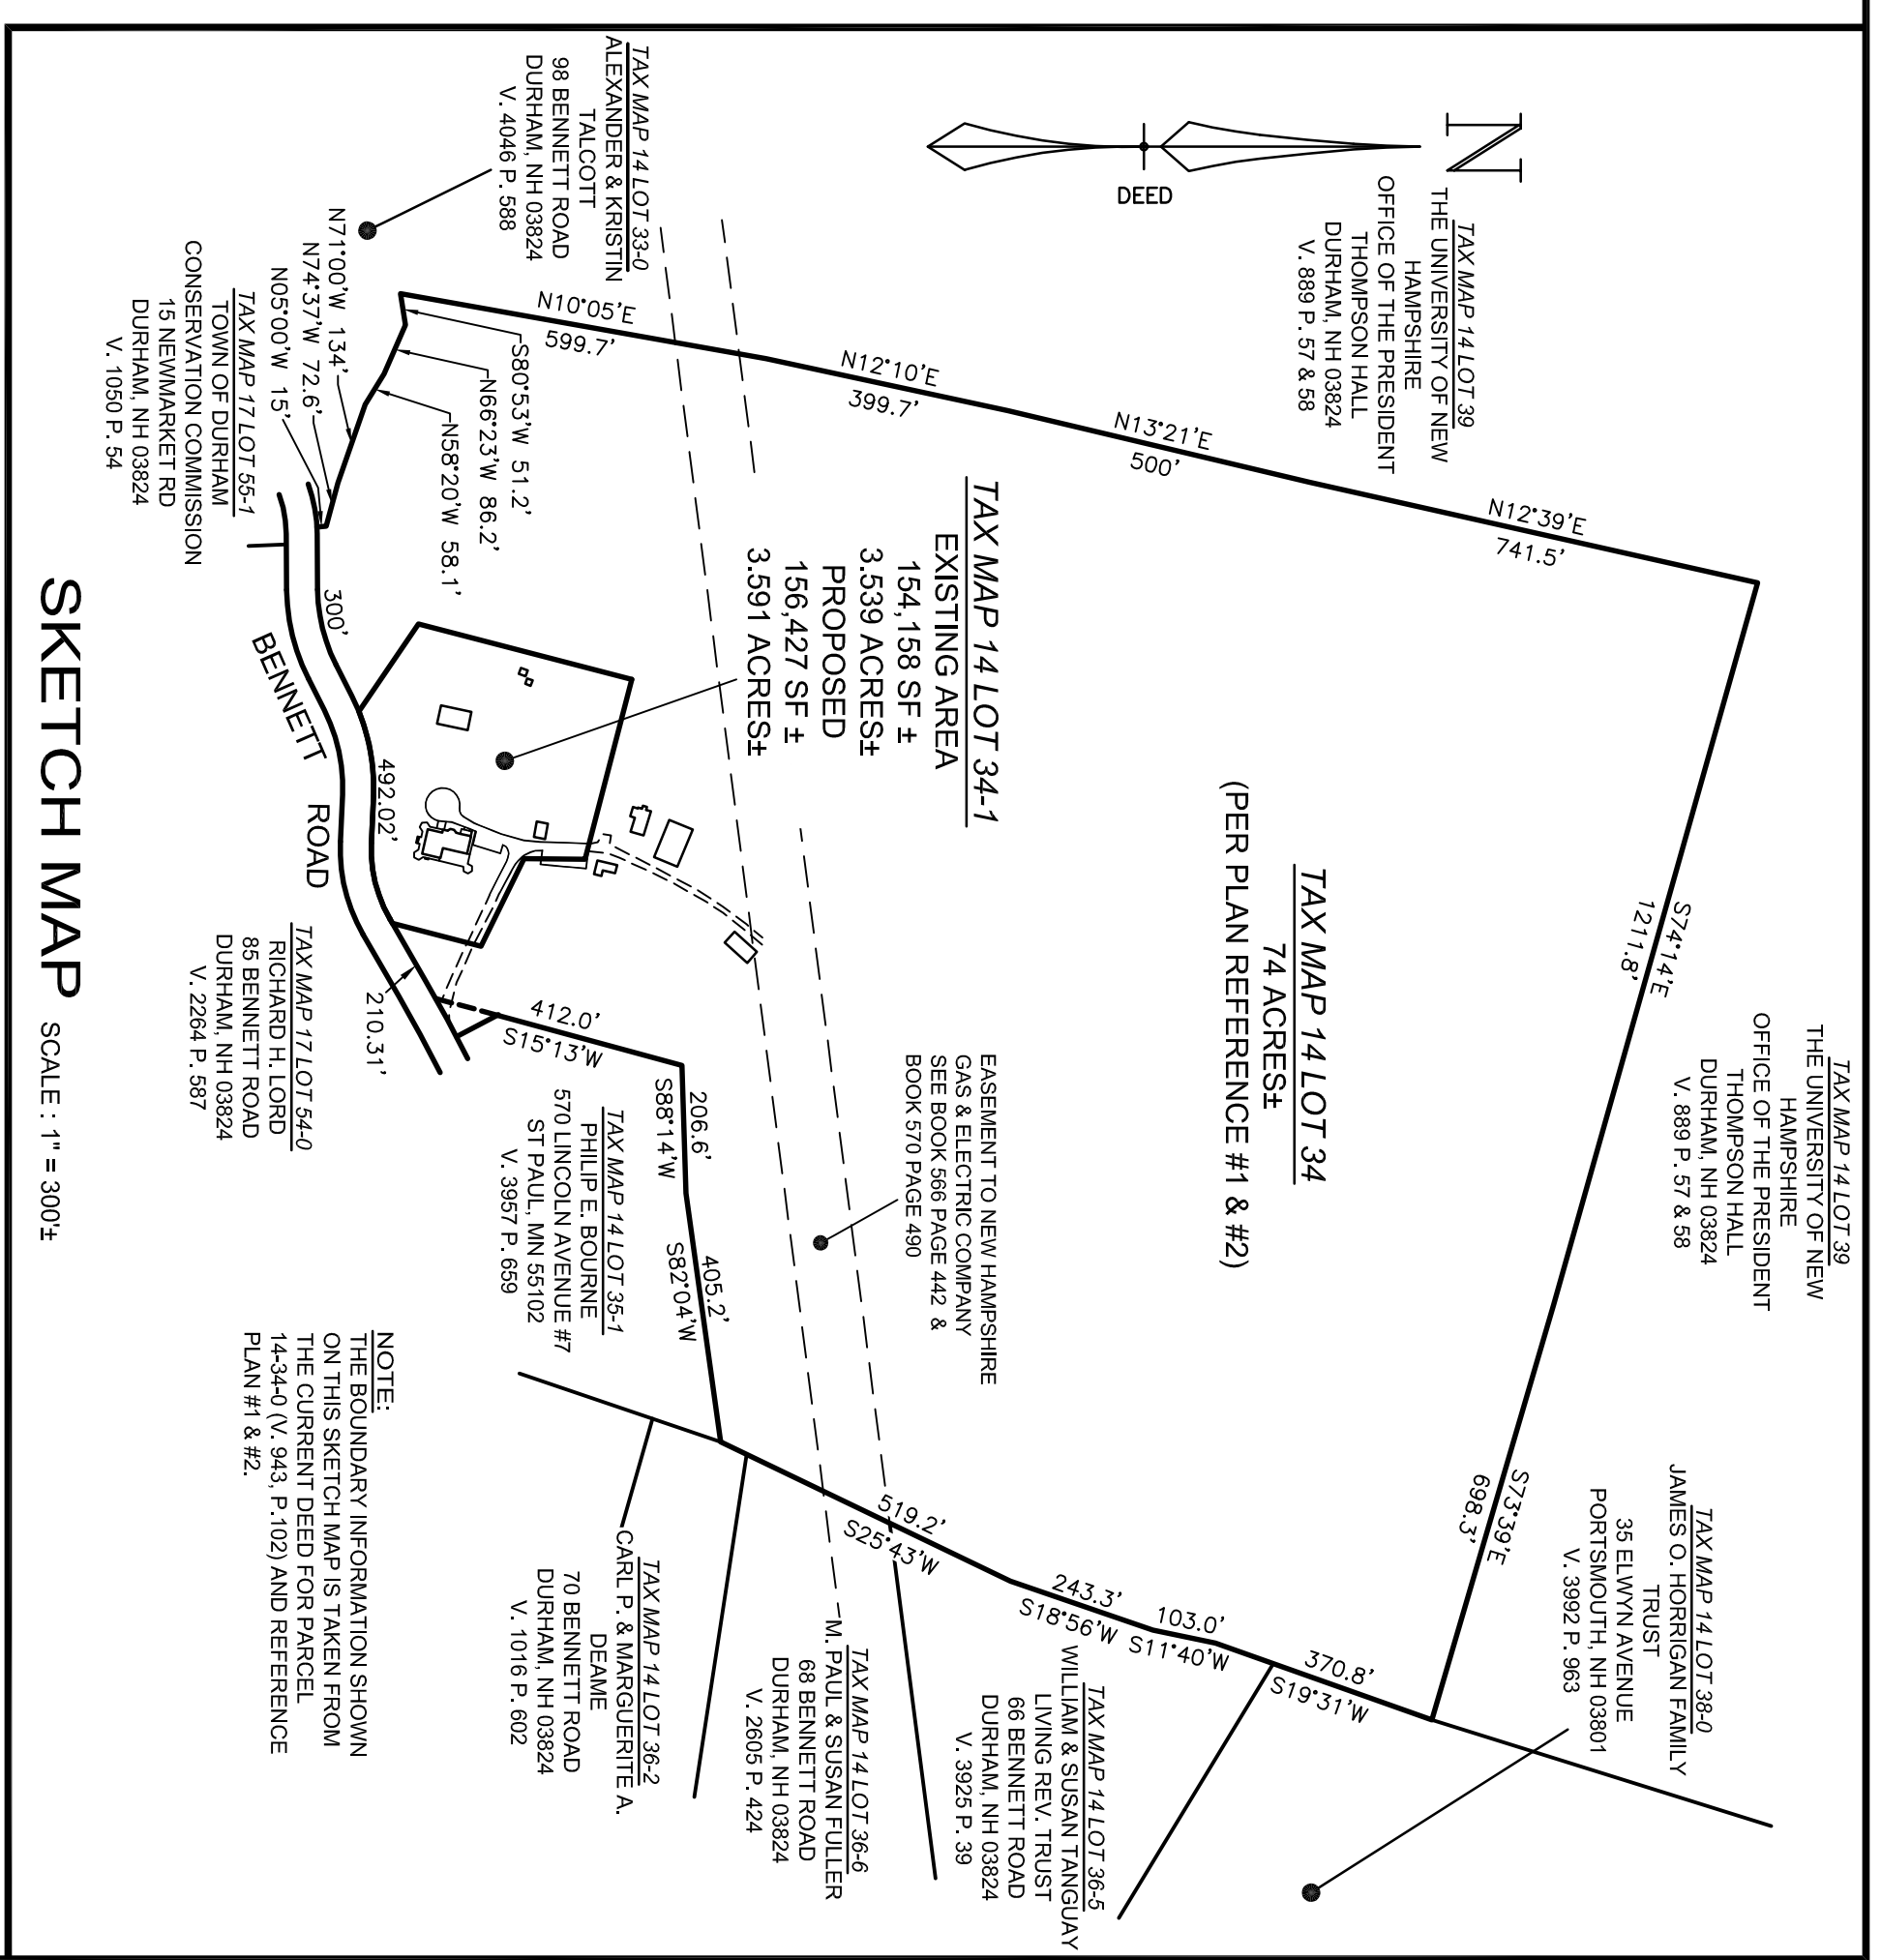 N
DEED
TAX MAP 14 LOT 39
THE UNIVERSITY OF NEW
HAMPSHIRE
OFFICE OF THE PRESIDENT
THOMPSON HALL
DURHAM, NH 03824
V. 889 P. 57 & 58
TAX MAP 14 LOT 39
THE UNIVERSITY OF NEW
HAMPSHIRE
OFFICE OF THE PRESIDENT
THOMPSON HALL
DURHAM, NH 03824
V. 889 P. 57 & 58
TAX MAP 14 LOT 38-0
JAMES O. HORRIGAN FAMILY
TRUST
35 ELWYN AVENUE
PORTSMOUTH, NH 03801
V. 3992 P. 963
S74°14'E
1211.8'
S73°39'E
698.3'
N12°39'E
741.5'
N13°21'E
500'
N12°10'E
399.7'
N10°05'E
599.7'
TAX MAP 14 LOT 34
74 ACRES±
(PER PLAN REFERENCE #1 & #2)
TAX MAP 14 LOT 34-1
EXISTING AREA
154,158 SF ±
3.539 ACRES±
PROPOSED
156,427 SF ±
3.591 ACRES±
EASEMENT TO NEW HAMPSHIRE
GAS & ELECTRIC COMPANY
SEE BOOK 566 PAGE 442 &
BOOK 570 PAGE 490
370.8'
S19°31'W
103.0'
S11°40'W
243.3'
S18°56'W
519.2'
S25°43'W
405.2'
S82°04'W
206.6'
S88°14'W
412.0'
S15°13'W
TAX MAP 14 LOT 36-5
WILLIAM & SUSAN TANGUAY
LIVING REV. TRUST
66 BENNETT ROAD
DURHAM, NH 03824
V. 3925 P. 39
TAX MAP 14 LOT 36-6
M. PAUL & SUSAN FULLER
68 BENNETT ROAD
DURHAM, NH 03824
V. 2605 P. 424
TAX MAP 14 LOT 36-2
CARL P. & MARGUERITE A.
DEAME
70 BENNETT ROAD
DURHAM, NH 03824
V. 1016 P. 602
TAX MAP 14 LOT 35-1
PHILIP E. BOURNE
570 LINCOLN AVENUE #7
ST PAUL, MN 55102
V. 3957 P. 659
TAX MAP 14 LOT 33-0
ALEXANDER & KRISTIN
TALCOTT
98 BENNETT ROAD
DURHAM, NH 03824
V. 4046 P. 588
S80°53'W 51.2'
N66°23'W 86.2'
N58°20'W 58.1'
N71°00'W 134'
N74°37'W 72.6'
N05°00'W 15'
300'
492.02'
210.31'
BENNETT ROAD
TAX MAP 17 LOT 55-1
TOWN OF DURHAM
CONSERVATION COMMISSION
15 NEWMARKET RD
DURHAM, NH 03824
V. 1050 P. 54
TAX MAP 17 LOT 54-0
RICHARD H. LORD
85 BENNETT ROAD
DURHAM, NH 03824
V. 2264 P. 587
NOTE:
THE BOUNDARY INFORMATION SHOWN
ON THIS SKETCH MAP IS TAKEN FROM
THE CURRENT DEED FOR PARCEL
14-34-0 (V. 943, P.102) AND REFERENCE
PLAN #1 & #2.
SKETCH MAP SCALE : 1" = 300'±